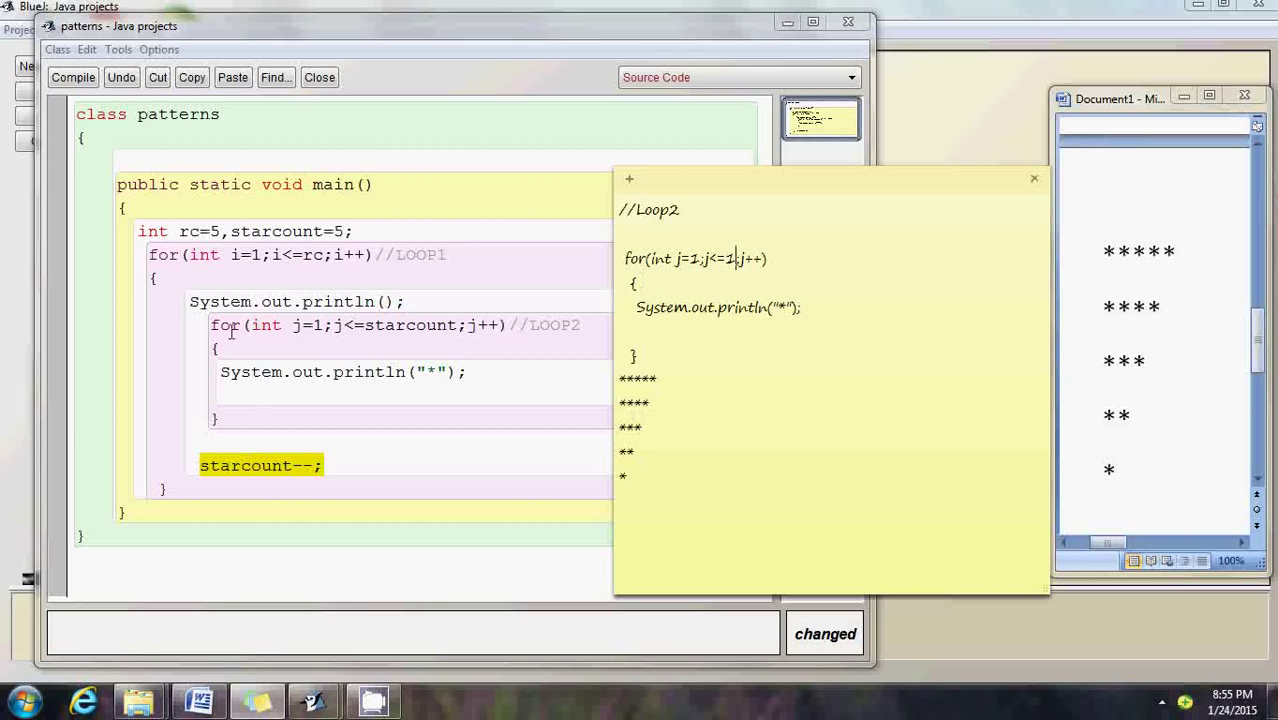 BlueJ: Java projects
patterns - Java projects
Class Edit Tools Options
Compile Undo Cut Copy Paste Find... Close
Source Code
class patterns
{
public static void main()
{
int rc=5,starcount=5;
for(int i=1;i<=rc;i++)//LOOP1
{
System.out.println();
for(int j=1;j<=starcount;j++)//LOOP2
{
System.out.println("*");
}
starcount--;
}
}
}
changed
+
//Loop2
for(int j=1;j<=1;j++)
{
System.out.println("*");
}
*****
****
***
**
*
Document1 - Mi...
*****
****
***
**
*
100%
8:55 PM
1/24/2015